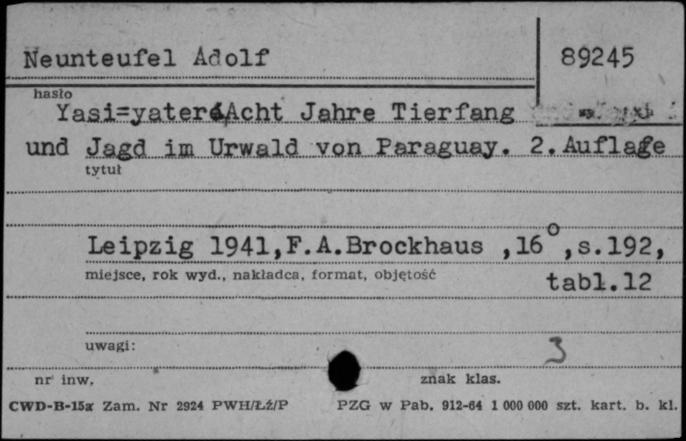 Neunteufel Adolf
89245
hasło
Yasi=yateré Acht Jahre Tierfang
und Jagd im Urwald von Paraguay. 2.Auflage
tytuł
Leipzig 1941,F.A.Brockhaus ,16°,s.192,
miejsce, rok wyd., nakładca, format, objętość
tabl.12
uwagi:
3
nr inw.
znak klas.
CWD-B-15x Zam. Nr 2924 PWH/Łż/P
PZG w Pab. 912-64 1 000 000 szt. kart. b. kl.